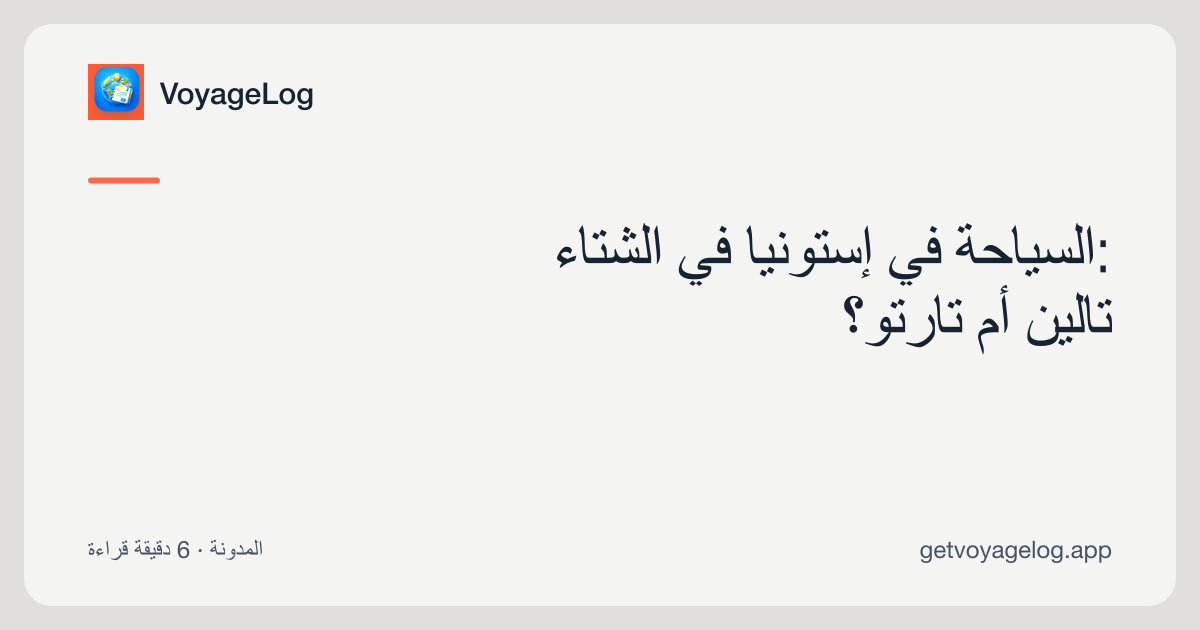 VoyageLog
السياحة في إستونيا في الشتاء:
تالين أم تارتو؟
المدونة · 6 دقيقة قراءة
getvoyagelog.app